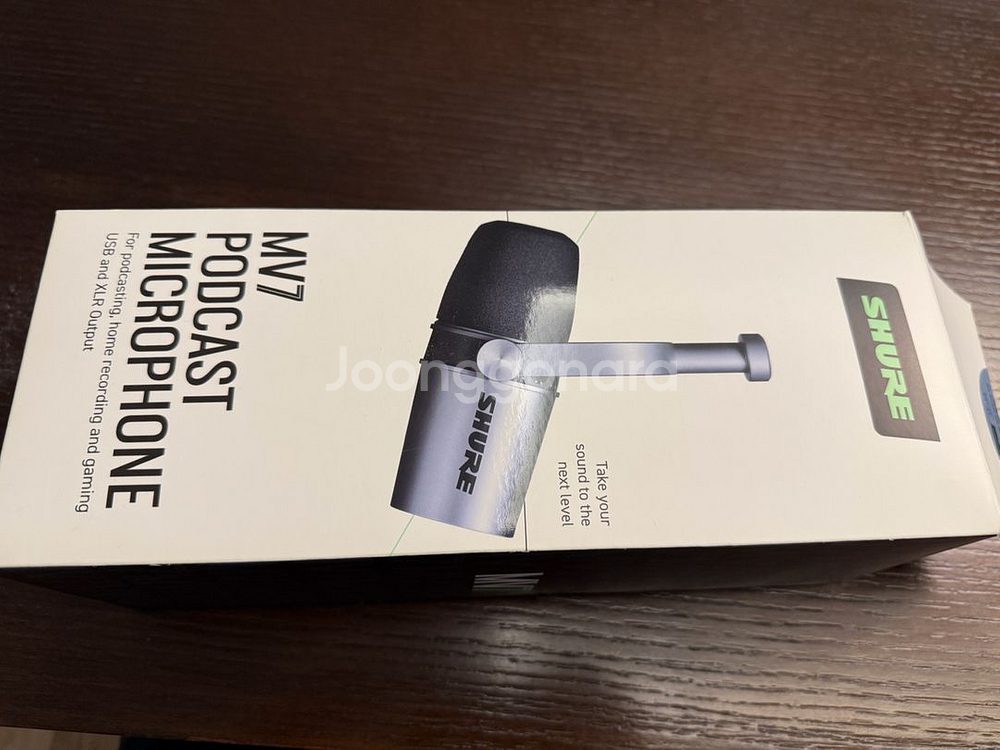 SHURE
Take your
sound to the
next level
SHURE
MV7
PODCAST
MICROPHONE
For podcasting, home recording and gaming
USB and XLR Output
Joonggonara